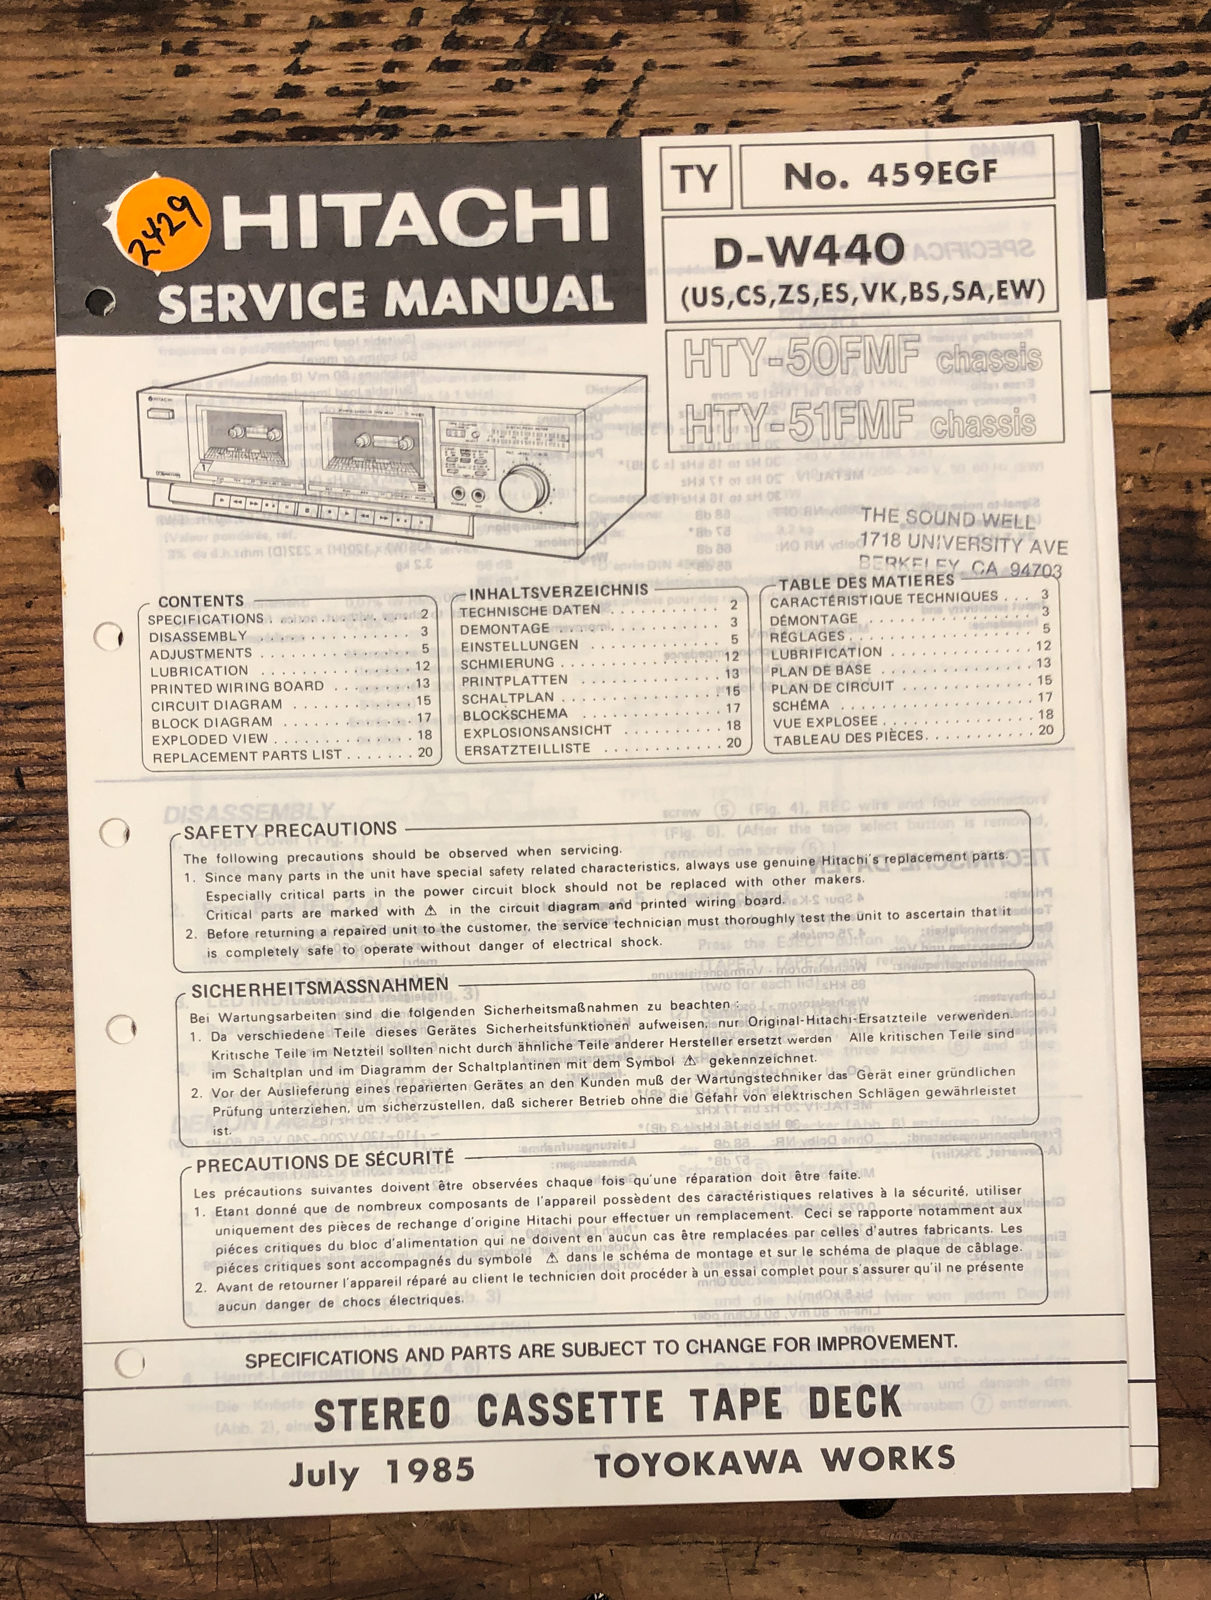 2429
HITACHI
SERVICE MANUAL
TY
No. 459EGF
D-W440
(US,CS,ZS,ES,VK,BS,SA,EW)
HTY-50FMF chassis
HTY-51FMF chassis
HITACHI
THE SOUND WELL
1718 UNIVERSITY AVE
BERKELEY, CA 94703
CONTENTS
SPECIFICATIONS . . . . . . . . . . . . 2
DISASSEMBLY . . . . . . . . . . . . 3
ADJUSTMENTS . . . . . . . . . . . . 5
LUBRICATION . . . . . . . . . . . . 12
PRINTED WIRING BOARD . . . . . . . . 13
CIRCUIT DIAGRAM . . . . . . . . . . 15
BLOCK DIAGRAM . . . . . . . . . . 17
EXPLODED VIEW . . . . . . . . . . 18
REPLACEMENT PARTS LIST . . . . . . . 20
INHALTSVERZEICHNIS
TECHNISCHE DATEN . . . . . . . . . . 2
DEMONTAGE . . . . . . . . . . . . 3
EINSTELLUNGEN . . . . . . . . . . 5
SCHMIERUNG . . . . . . . . . . . . 12
PRINTPLATTEN . . . . . . . . . . 13
SCHALTPLAN . . . . . . . . . . . . 15
BLOCKSCHEMA . . . . . . . . . . 17
EXPLOSIONSANSICHT . . . . . . . . 18
ERSATZTEILLISTE . . . . . . . . . . 20
TABLE DES MATIERES
CARACTÉRISTIQUE TECHNIQUES . . . 3
DÉMONTAGE . . . . . . . . . . . . 3
RÉGLAGES . . . . . . . . . . . . 5
LUBRIFICATION . . . . . . . . . . 12
PLAN DE BASE . . . . . . . . . . 13
PLAN DE CIRCUIT . . . . . . . . . . 15
SCHÉMA . . . . . . . . . . . . 17
VUE EXPLOSEE . . . . . . . . . . 18
TABLEAU DES PIÈCES. . . . . . . . . 20
SAFETY PRECAUTIONS
The following precautions should be observed when servicing.
1. Since many parts in the unit have special safety related characteristics, always use genuine Hitachi's replacement parts.
Especially critical parts in the power circuit block should not be replaced with other makers.
Critical parts are marked with ⚠ in the circuit diagram and printed wiring board.
2. Before returning a repaired unit to the customer, the service technician must thoroughly test the unit to ascertain that it
is completely safe to operate without danger of electrical shock.
SICHERHEITSMASSNAHMEN
Bei Wartungsarbeiten sind die folgenden Sicherheitsmaßnahmen zu beachten:
1. Da verschiedene Teile dieses Gerätes Sicherheitsfunktionen aufweisen, nur Original-Hitachi-Ersatzteile verwenden.
Kritische Teile im Netzteil sollten nicht durch ähnliche Teile anderer Hersteller ersetzt werden Alle kritischen Teile sind
im Schaltplan und im Diagramm der Schaltplantinen mit dem Symbol ⚠ gekennzeichnet.
2. Vor der Auslieferung eines reparierten Gerätes an den Kunden muß der Wartungstechniker das Gerät einer gründlichen
Prüfung unterziehen, um sicherzustellen, daß sicherer Betrieb ohne die Gefahr von elektrischen Schlägen gewährleistet
ist.
PRECAUTIONS DE SÉCURITÉ
Les précautions suivantes doivent être observées chaque fois qu'une réparation doit être faite.
1. Etant donné que de nombreux composants de l'appareil possèdent des caractéristiques relatives à la sécurité, utiliser
uniquement des pièces de rechange d'origine Hitachi pour effectuer un remplacement. Ceci se rapporte notamment aux
piéces critiques du bloc d'alimentation qui ne doivent en aucun cas être remplacées par celles d'autres fabricants. Les
piéces critiques sont accompagnés du symbole ⚠ dans le schéma de montage et sur le schéma de plaque de câblage.
2. Avant de retourner l'appareil réparé au client le technicien doit procéder à un essai complet pour s'assurer qu'il ne présente
aucun danger de chocs électriques.
SPECIFICATIONS AND PARTS ARE SUBJECT TO CHANGE FOR IMPROVEMENT.
STEREO CASSETTE TAPE DECK
July 1985 TOYOKAWA WORKS